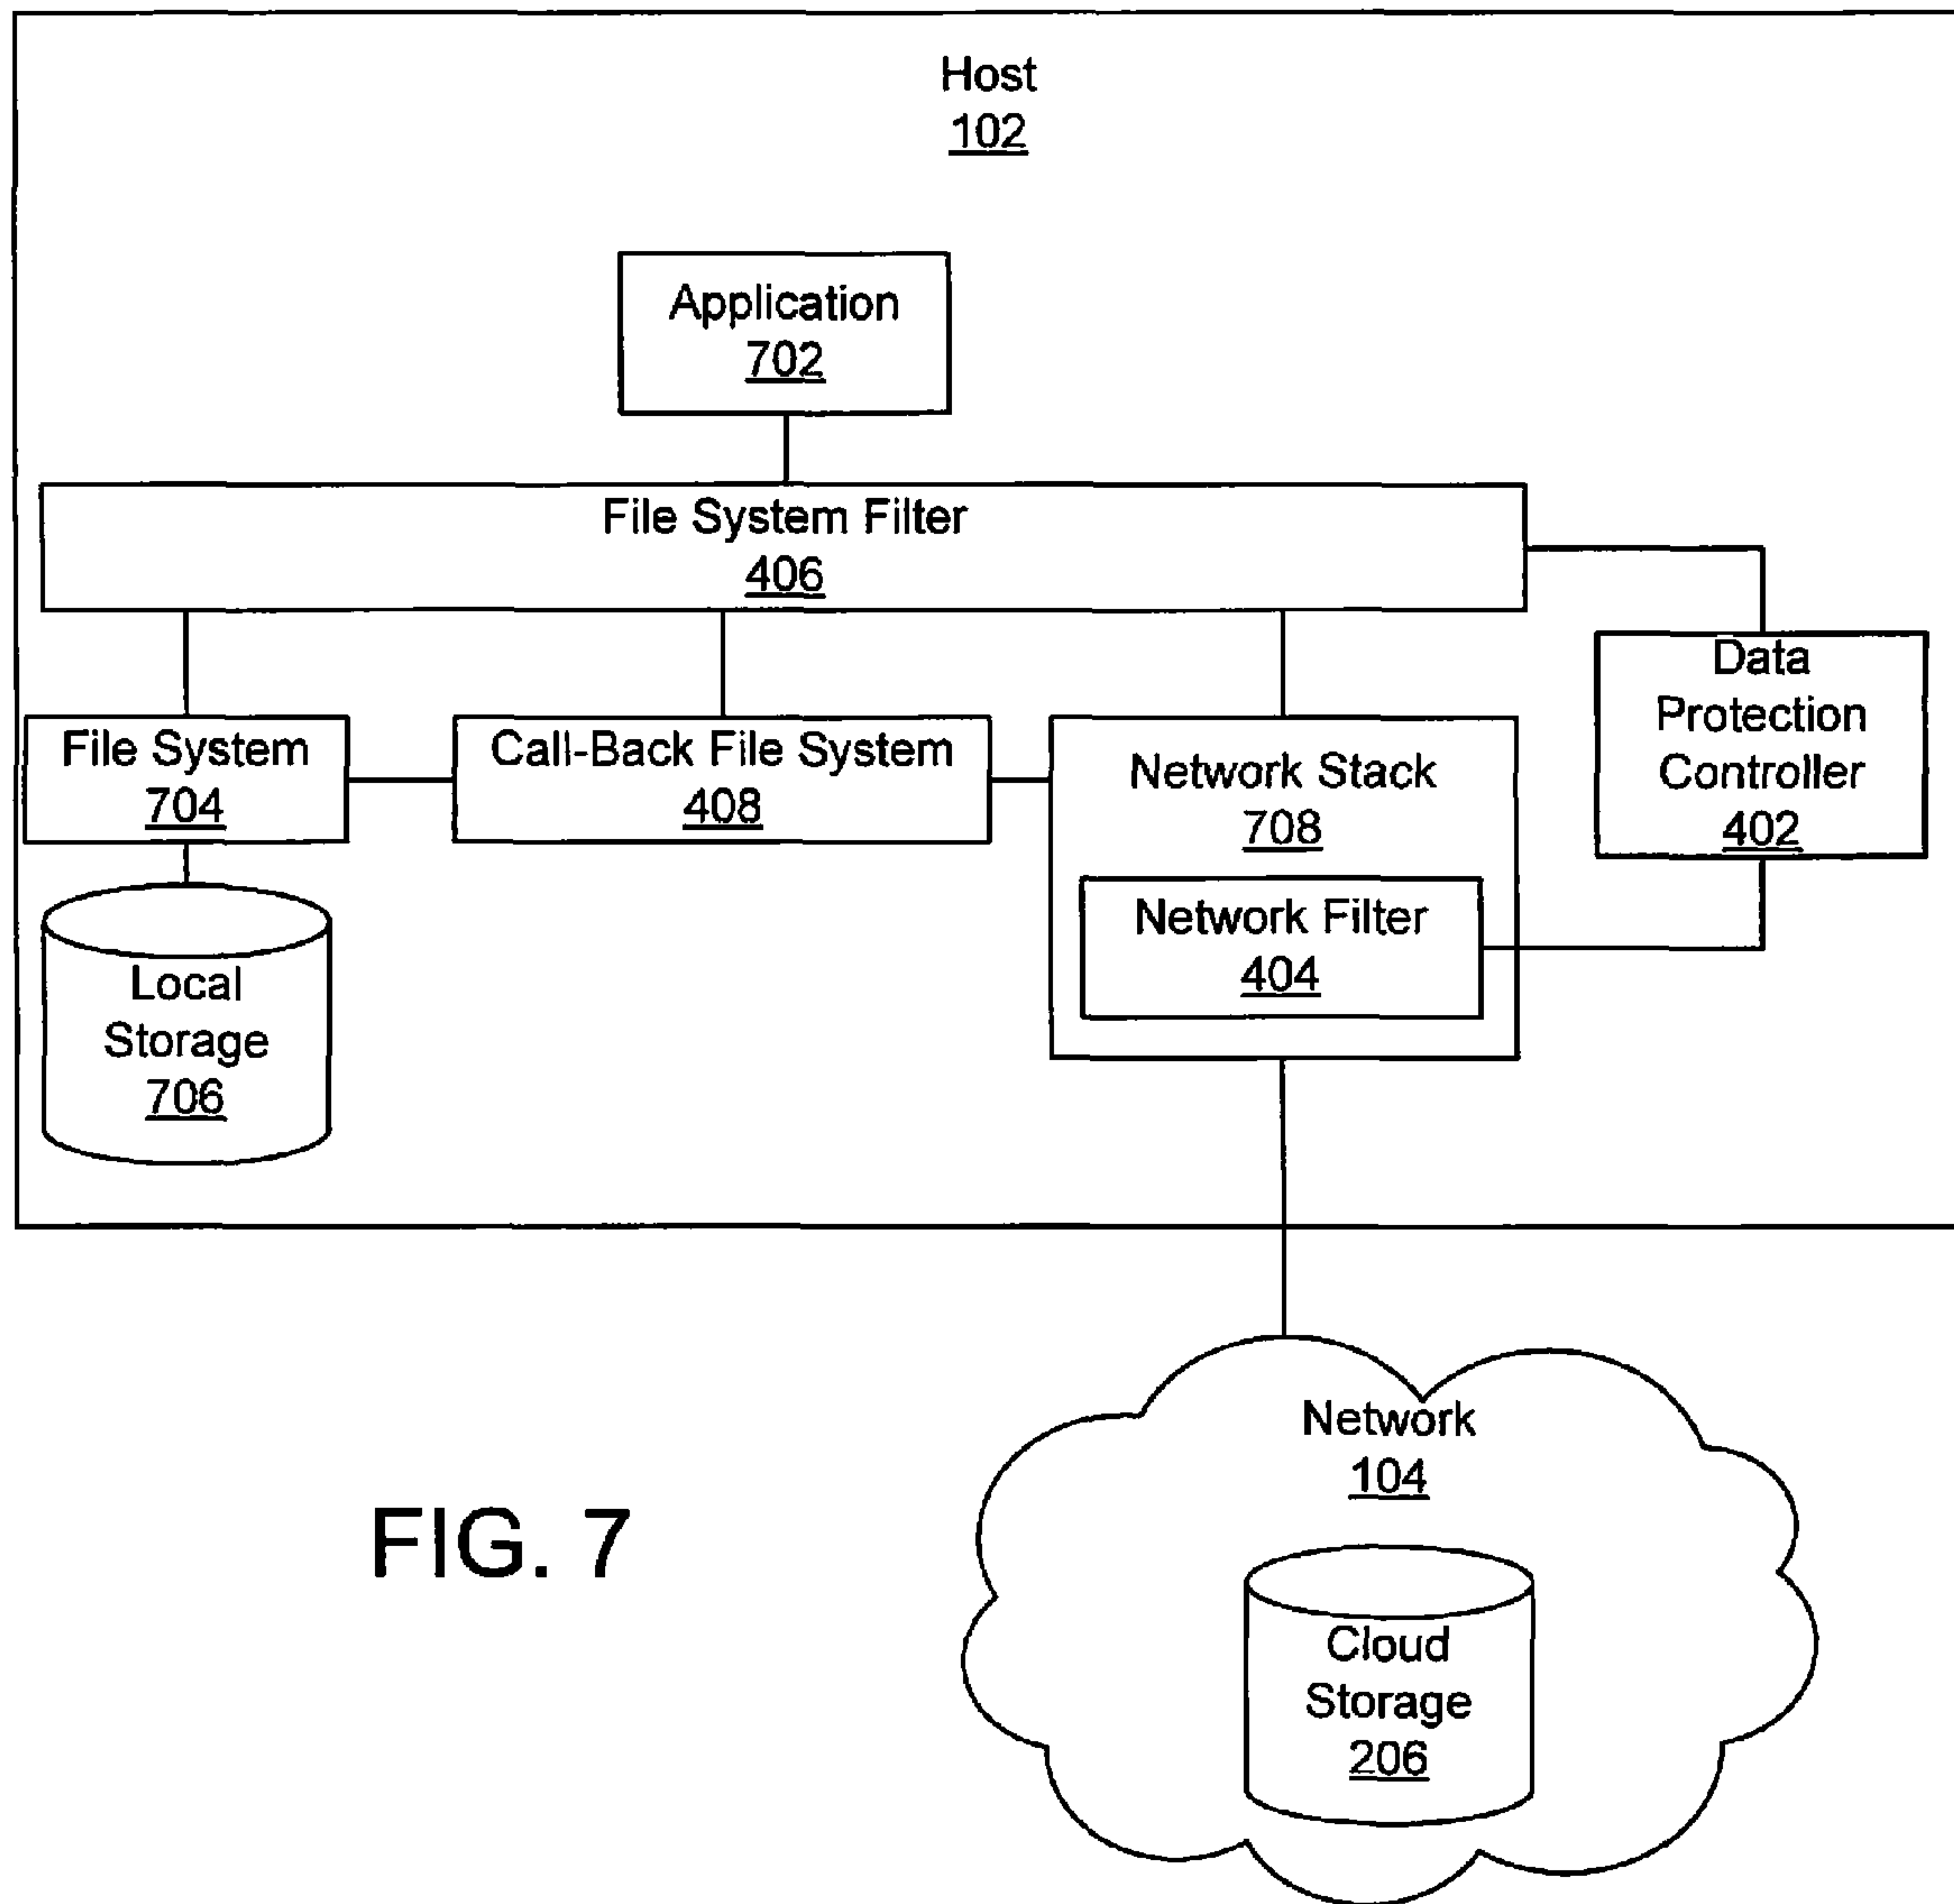 Host
102
Application
702
File System Filter
406
File System
704
Call-Back File System
408
Network Stack
708
Network Filter
404
Data
Protection
Controller
402
Local
Storage
706
Network
104
Cloud
Storage
206
FIG. 7